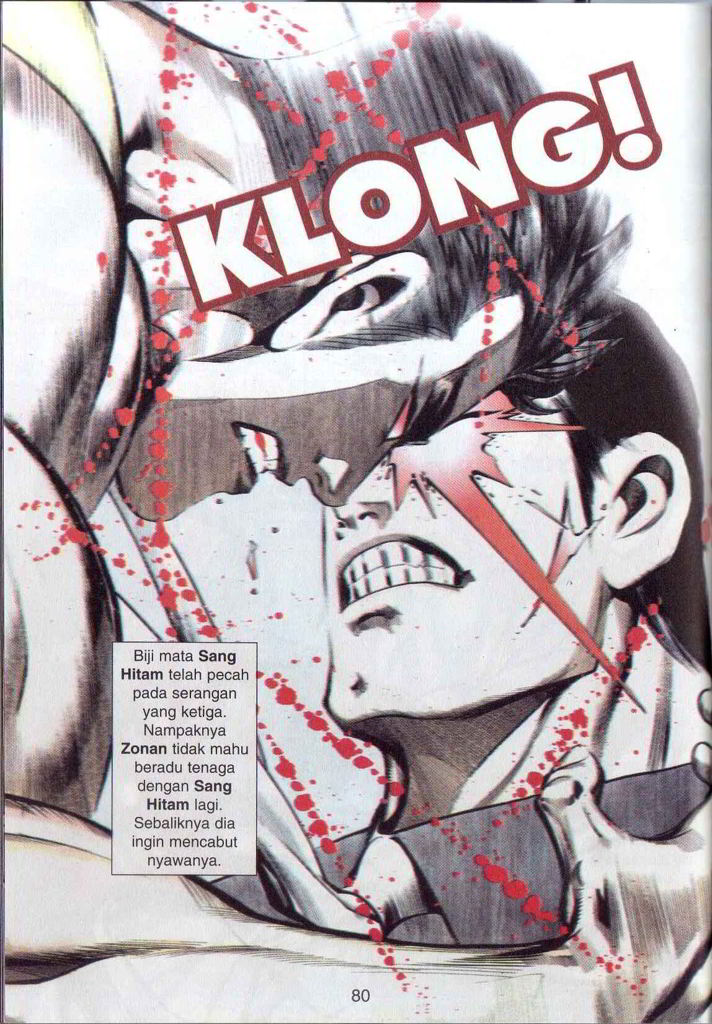 KLONG!
Biji mata Sang
Hitam telah pecah
pada serangan
yang ketiga.
Nampaknya
Zonan tidak mahu
beradu tenaga
dengan Sang
Hitam lagi.
Sebaliknya dia
ingin mencabut
nyawanya.
80